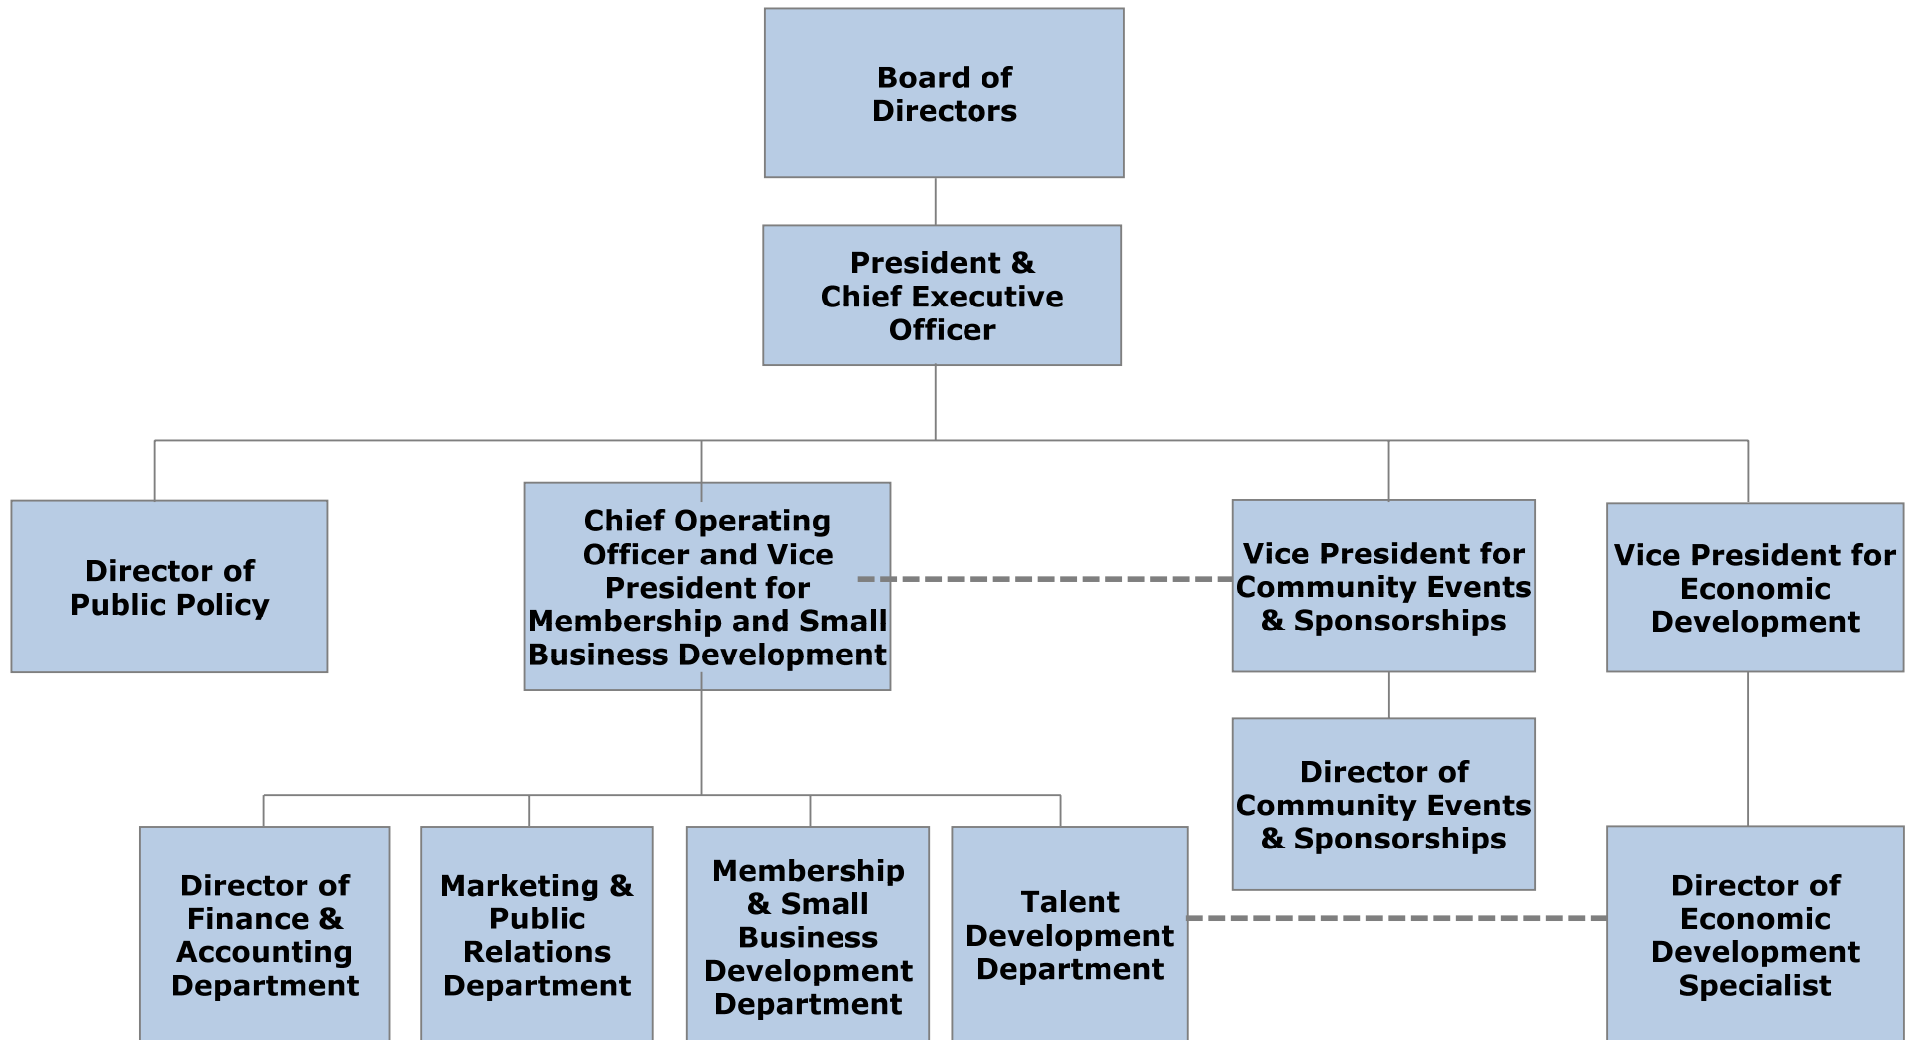 Board of
Directors
President &
Chief Executive
Officer
Director of
Public Policy
Chief Operating
Officer and Vice
President for
Membership and Small
Business Development
Vice President for
Community Events
& Sponsorships
Vice President for
Economic
Development
Director of
Community Events
& Sponsorships
Director of
Finance &
Accounting
Department
Marketing &
Public
Relations
Department
Membership
& Small
Business
Development
Department
Talent
Development
Department
Director of
Economic
Development
Specialist